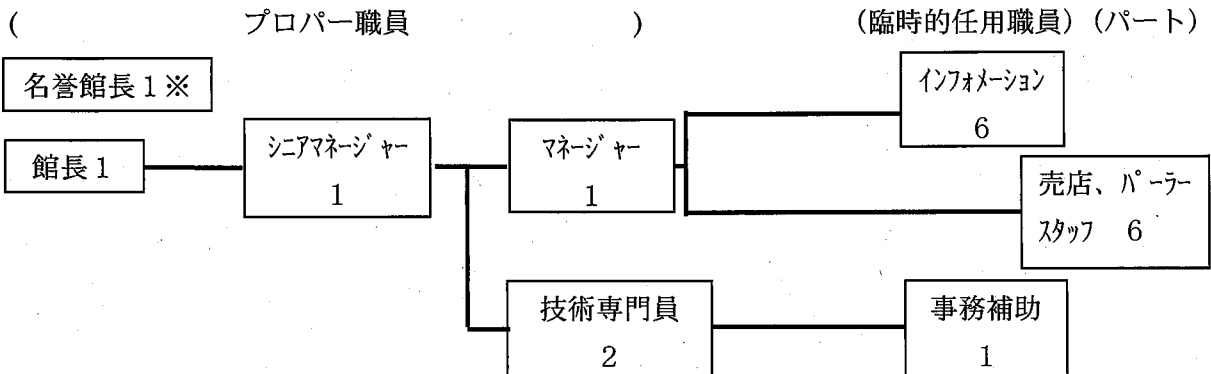 ( プロパー職員 ) (臨時的任用職員) (パート)
名誉館長1※
館長1
シニアマネージャー
1
マネージャー
1
インフォメーション
6
売店、パーラー
スタッフ 6
技術専門員
2
事務補助
1